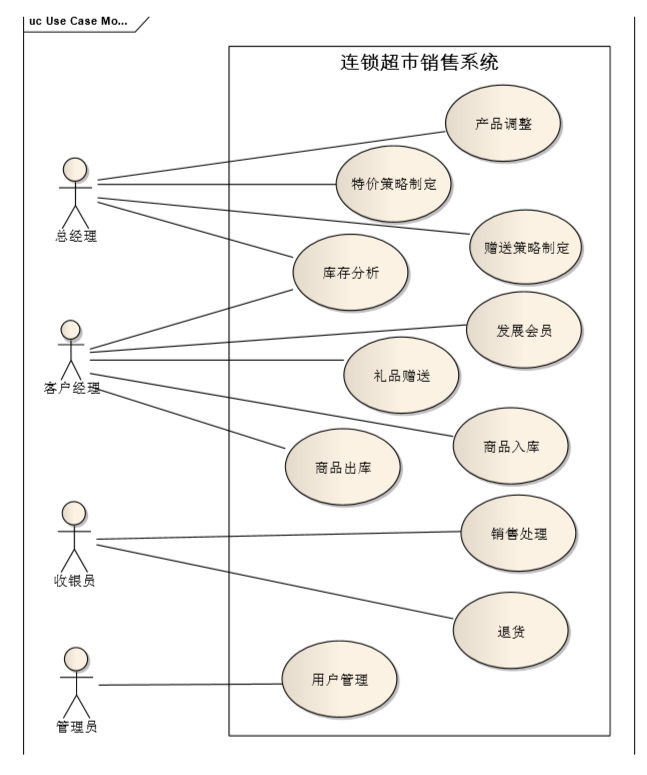 uc Use Case Mo...
连锁超市销售系统
产品调整
特价策略制定
总经理
赠送策略制定
库存分析
发展会员
客户经理
礼品赠送
商品入库
商品出库
销售处理
收银员
退货
用户管理
管理员